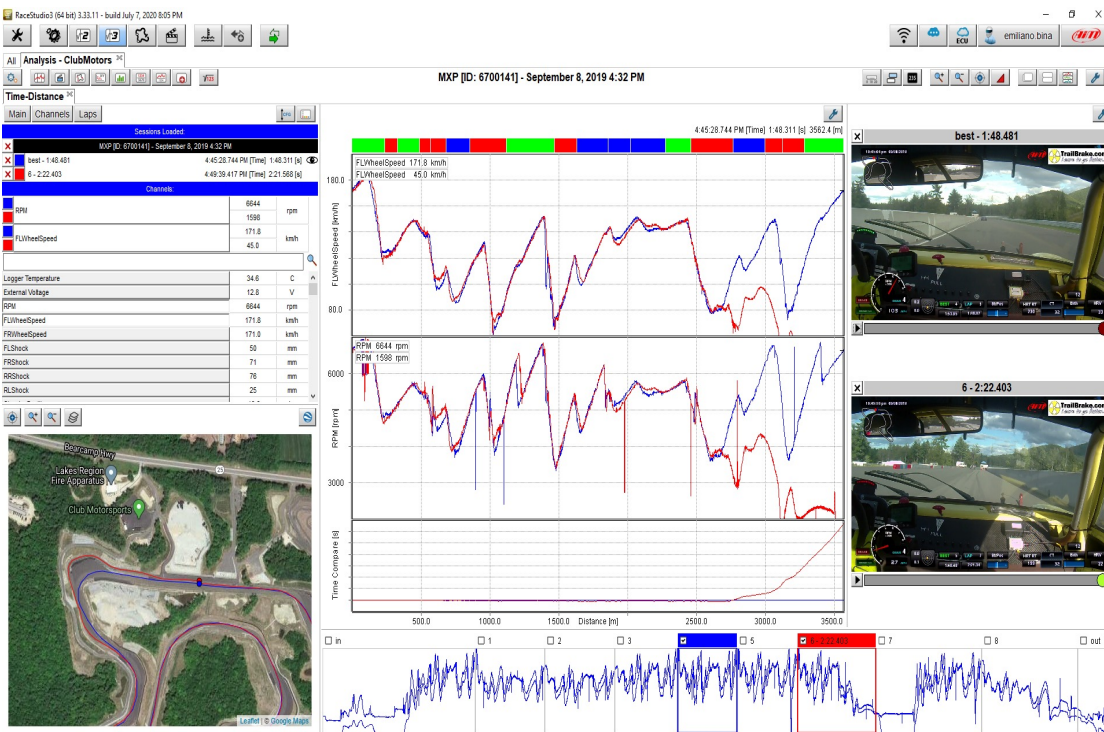 RaceStudio3 (64 bit) 3.33.11 - build July 7, 2020 8:05 PM
2
3
ECU
emiliano bina
All Analysis - ClubMotors
MXP [ID: 6700141] - September 8, 2019 4:32 PM
Time-Distance
Main Channels Laps
Sessions Loaded:
MXP [ID: 6700141] - September 8, 2019 4:32 PM
best - 1:48.481 4:45:28.744 PM [Time] 1:48.311 [s]
6 - 2:22.403 4:49:39.417 PM [Time] 2:21.568 [s]
Channels:
RPM 6644 rpm
1598
FLWheelSpeed 171.8 km/h
45.0
Logger Temperature 34.6 C
External Voltage 12.8 V
RPM 6644 rpm
FLWheelSpeed 171.8 km/h
FRWheelSpeed 171.0 km/h
FLShock 50 mm
FRShock 71 mm
RRShock 76 mm
RLShock 25 mm
Bearcamp Hwy
25
Lakes Region
Fire Apparatus
Club Motorsports
Leaflet | © Google Maps
4:45:28.744 PM [Time] 1:48.311 [s] 3562.4 [m]
FLWheelSpeed 171.8 km/h
FLWheelSpeed 45.0 km/h
180.0
FLWheelSpeed [km/h]
80.0
RPM 6644 rpm
RPM 1598 rpm
6000
RPM [rpm]
3000
Time Compare [s]
500.0 1000.0 1500.0 Distance [m] 2000.0 2500.0 3000.0 3500.0
in 1 2 3 5 6 - 2:22.403 7 8 out
best - 1:48.481
TrailBrake.com
6 - 2:22.403
TrailBrake.com